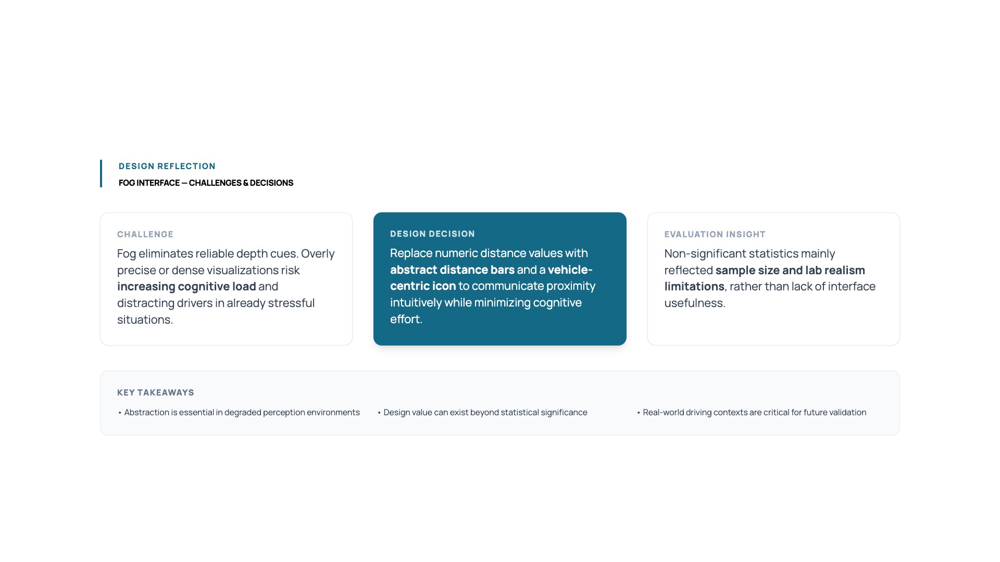 DESIGN REFLECTION
FOG INTERFACE — CHALLENGES & DECISIONS
CHALLENGE
Fog eliminates reliable depth cues. Overly
precise or dense visualizations risk
increasing cognitive load and
distracting drivers in already stressful
situations.
DESIGN DECISION
Replace numeric distance values with
abstract distance bars and a vehicle-
centric icon to communicate proximity
intuitively while minimizing cognitive
effort.
EVALUATION INSIGHT
Non-significant statistics mainly
reflected sample size and lab realism
limitations, rather than lack of interface
usefulness.
KEY TAKEAWAYS
• Abstraction is essential in degraded perception environments
• Design value can exist beyond statistical significance
• Real-world driving contexts are critical for future validation